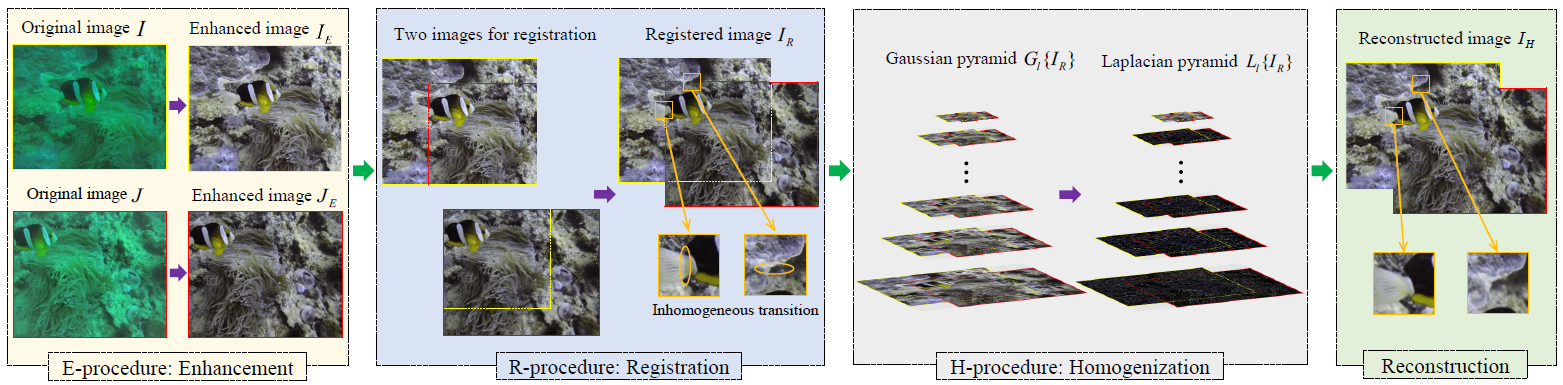 Original image I
Enhanced image I_E
Original image J
Enhanced image J_E
E-procedure: Enhancement
Two images for registration
Registered image I_R
Inhomogeneous transition
R-procedure: Registration
Gaussian pyramid G_l{I_R}
Laplacian pyramid L_l{I_R}
H-procedure: Homogenization
Reconstructed image I_H
Reconstruction